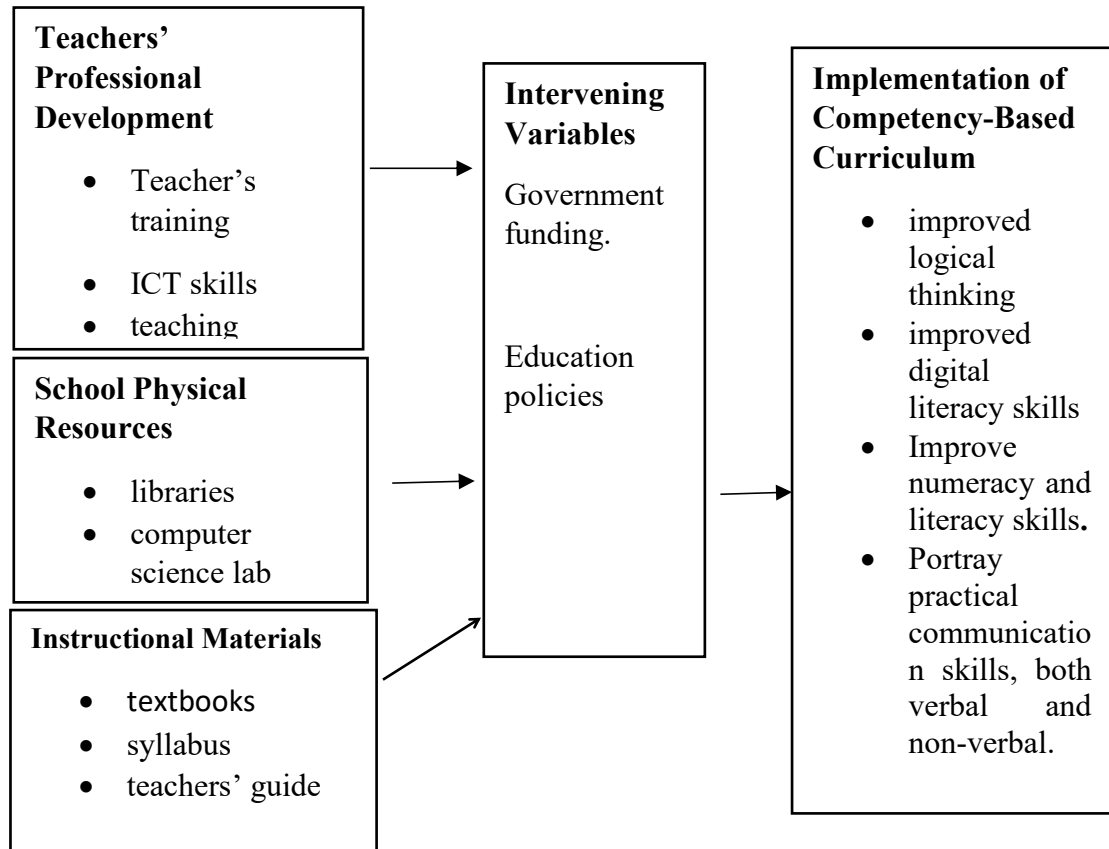 Teachers’
Professional
Development
• Teacher’s
training
• ICT skills
• teaching
School Physical
Resources
• libraries
• computer
science lab
Instructional Materials
• textbooks
• syllabus
• teachers’ guide
Intervening
Variables
Government
funding.
Education
policies
Implementation of
Competency-Based
Curriculum
• improved
logical
thinking
• improved
digital
literacy skills
• Improve
numeracy and
literacy skills.
• Portray
practical
communicatio
n skills, both
verbal and
non-verbal.